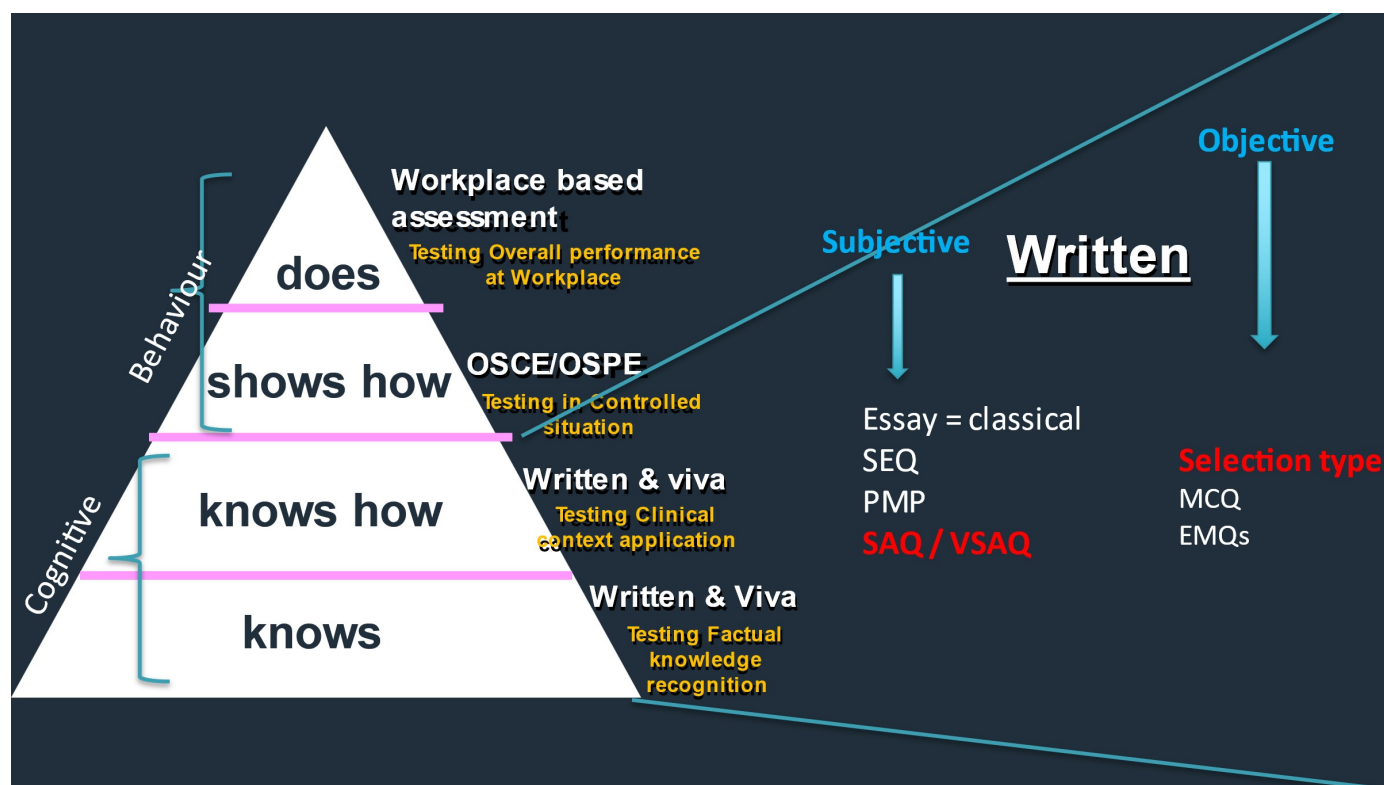 Behaviour
Cognitive
does
shows how
knows how
knows
Workplace based
assessment
Testing Overall performance
at Workplace
OSCE/OSPE
Testing in Controlled
situation
Written & viva
Testing Clinical
context application
Written & Viva
Testing Factual
knowledge
recognition
Written
Subjective
Essay = classical
SEQ
PMP
SAQ / VSAQ
Objective
Selection type
MCQ
EMQs